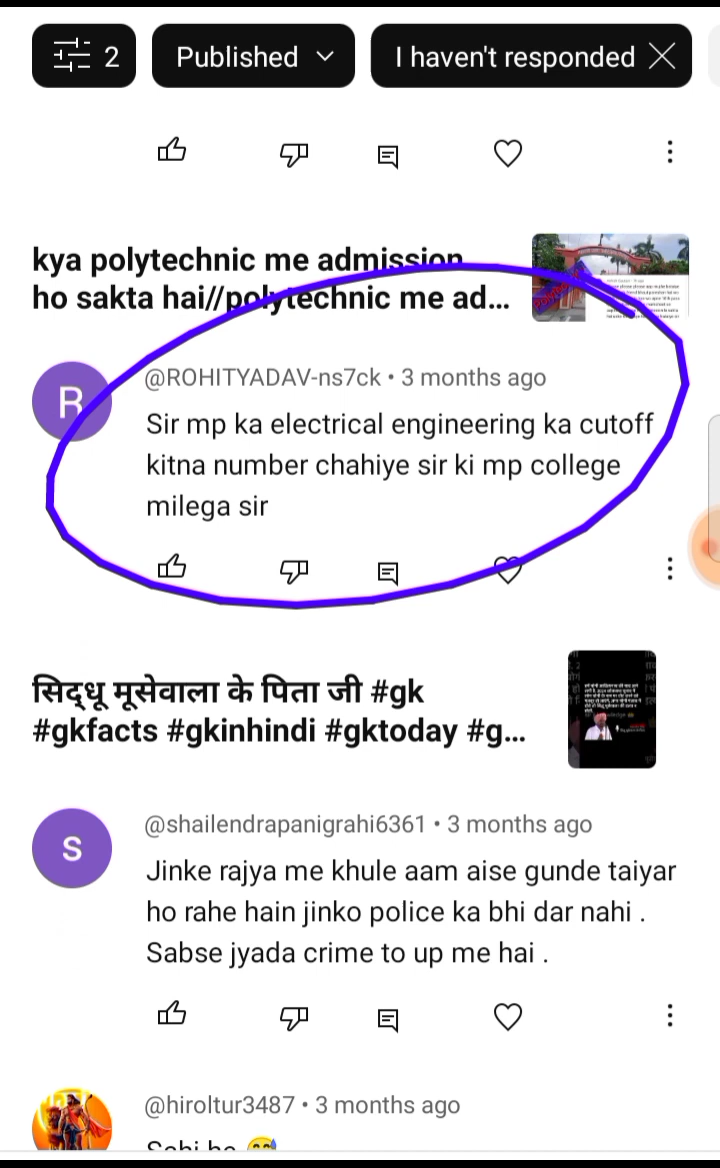 2
Published
I haven't responded
kya polytechnic me admission
ho sakta hai//polytechnic me ad...
R
@ROHITYADAV-ns7ck • 3 months ago
Sir mp ka electrical engineering ka cutoff
kitna number chahiye sir ki mp college
milega sir
सिद्धू मूसेवाला के पिता जी #gk
#gkfacts #gkinhindi #gktoday #g...
S
@shailendrapanigrahi6361 • 3 months ago
Jinke rajya me khule aam aise gunde taiyar
ho rahe hain jinko police ka bhi dar nahi .
Sabse jyada crime to up me hai .
@hiroltur3487 • 3 months ago